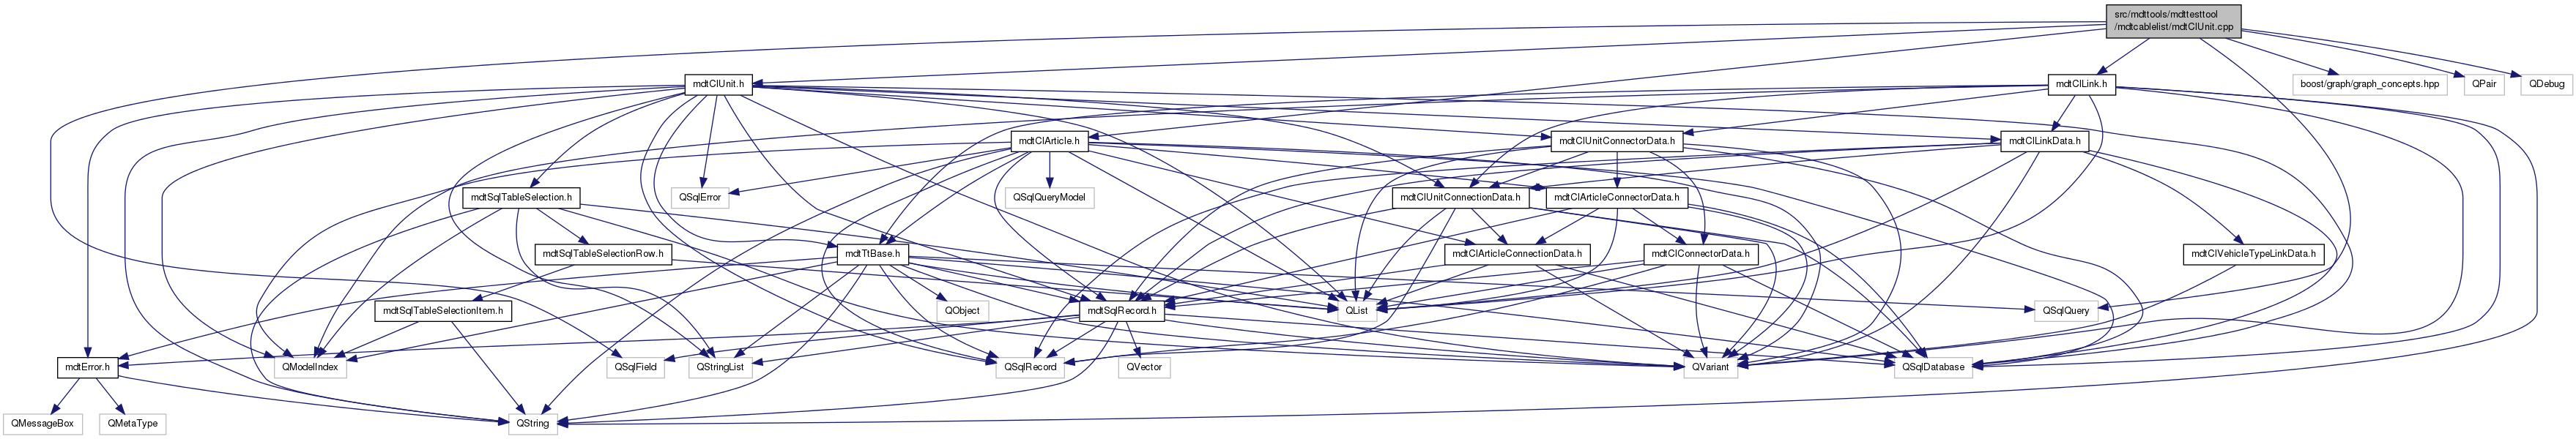 src/mdttools/mdttesttool
/mdtcablelist/mdtClUnit.cpp
mdtClUnit.h
mdtClLink.h
boost/graph/graph_concepts.hpp
QPair
QDebug
mdtClArticle.h
mdtClUnitConnectorData.h
mdtClLinkData.h
mdtSqlTableSelection.h
QSqlError
QSqlQueryModel
mdtClUnitConnectionData.h
mdtClArticleConnectorData.h
mdtSqlTableSelectionRow.h
mdtTtBase.h
mdtClArticleConnectionData.h
mdtClConnectorData.h
mdtClVehicleTypeLinkData.h
mdtSqlTableSelectionItem.h
QObject
mdtSqlRecord.h
QList
QSqlQuery
mdtError.h
QModelIndex
QSqlField
QStringList
QSqlRecord
QVector
QVariant
QSqlDatabase
QMessageBox
QMetaType
QString